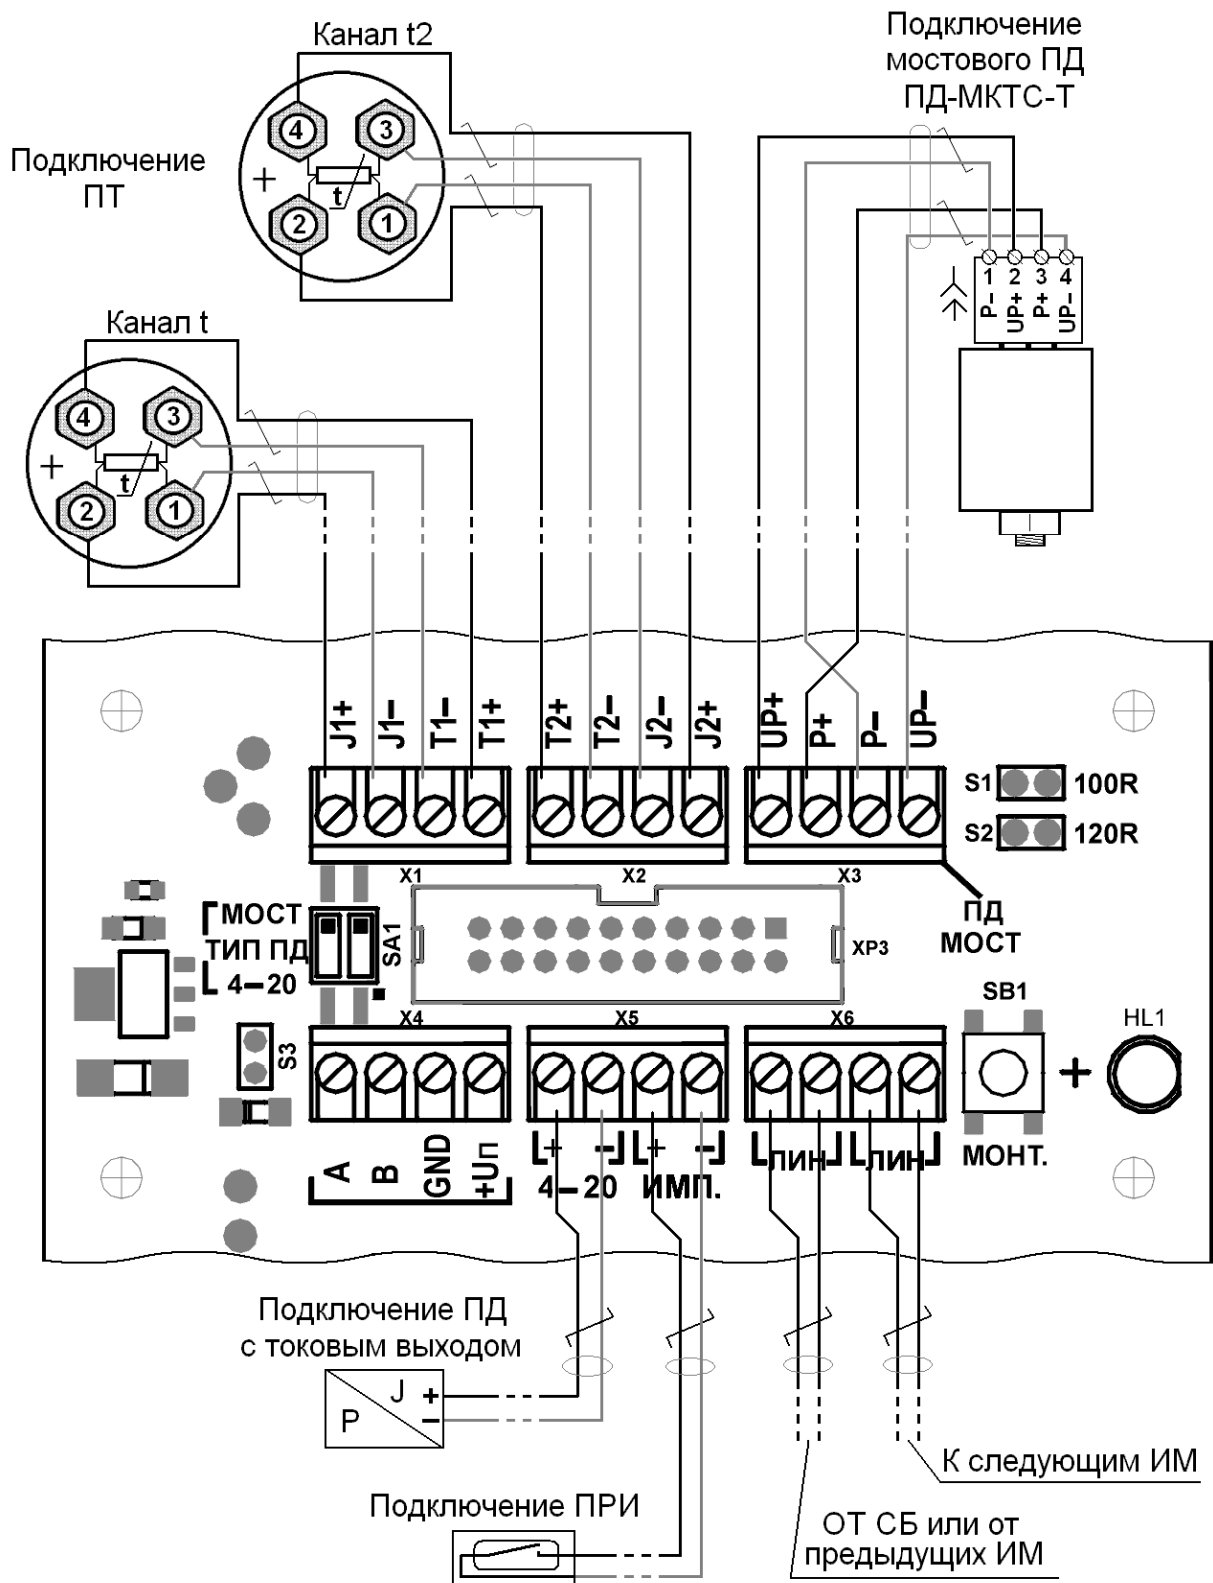 Канал t2
Подключение
мостового ПД
ПД-МКТС-Т
Подключение
ПТ
4
3
+
t
2
1
1
2
3
4
P–
UP+
P+
UP–
Канал t
4
3
+
t
2
1
J1+
J1–
T1–
T1+
T2+
T2–
J2–
J2+
UP+
P+
P–
UP–
S1
100R
S2
120R
X1
X2
X3
ПД
МОСТ
МОСТ
ТИП ПД
4–20
SA1
XP3
SB1
HL1
X4
X5
X6
S3
+
МОНТ.
A
B
GND
+Uп
+
–
4–20
+
–
ИМП.
ЛИН
ЛИН
Подключение ПД
с токовым выходом
J
+
P
–
К следующим ИМ
Подключение ПРИ
ОТ СБ или от
предыдущих ИМ